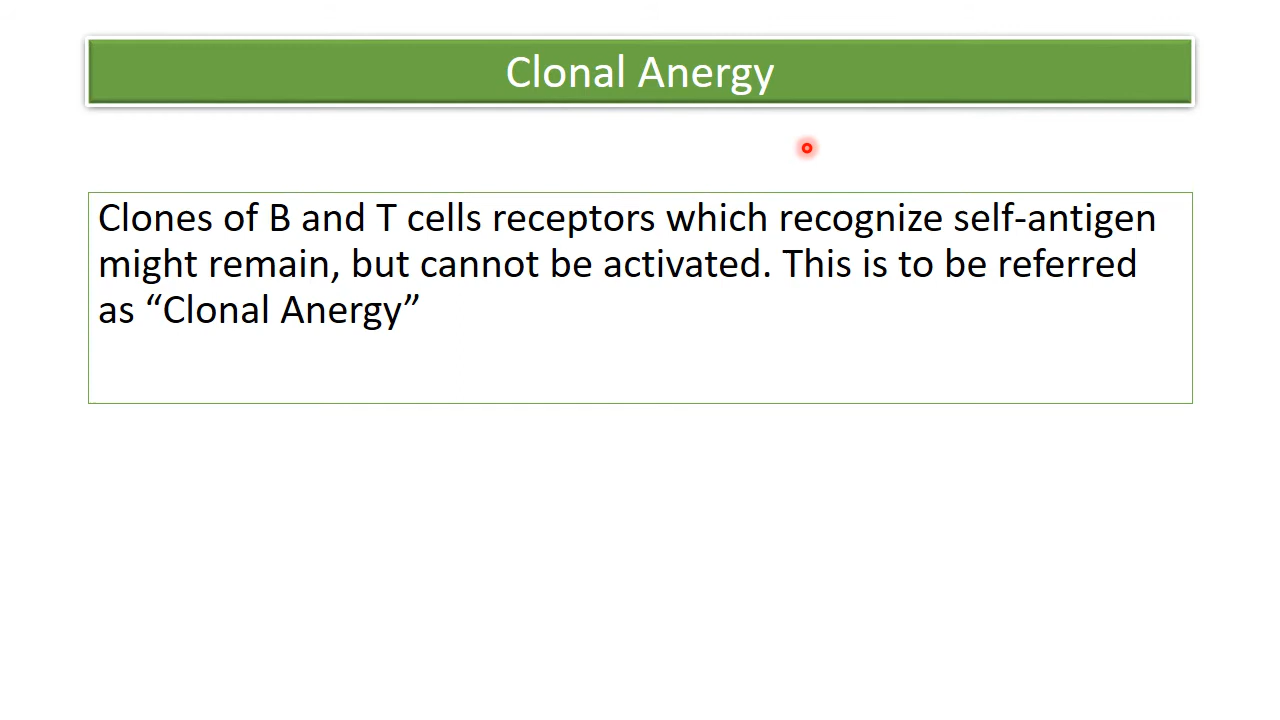 Clonal Anergy
Clones of B and T cells receptors which recognize self-antigen
might remain, but cannot be activated. This is to be referred
as “Clonal Anergy”